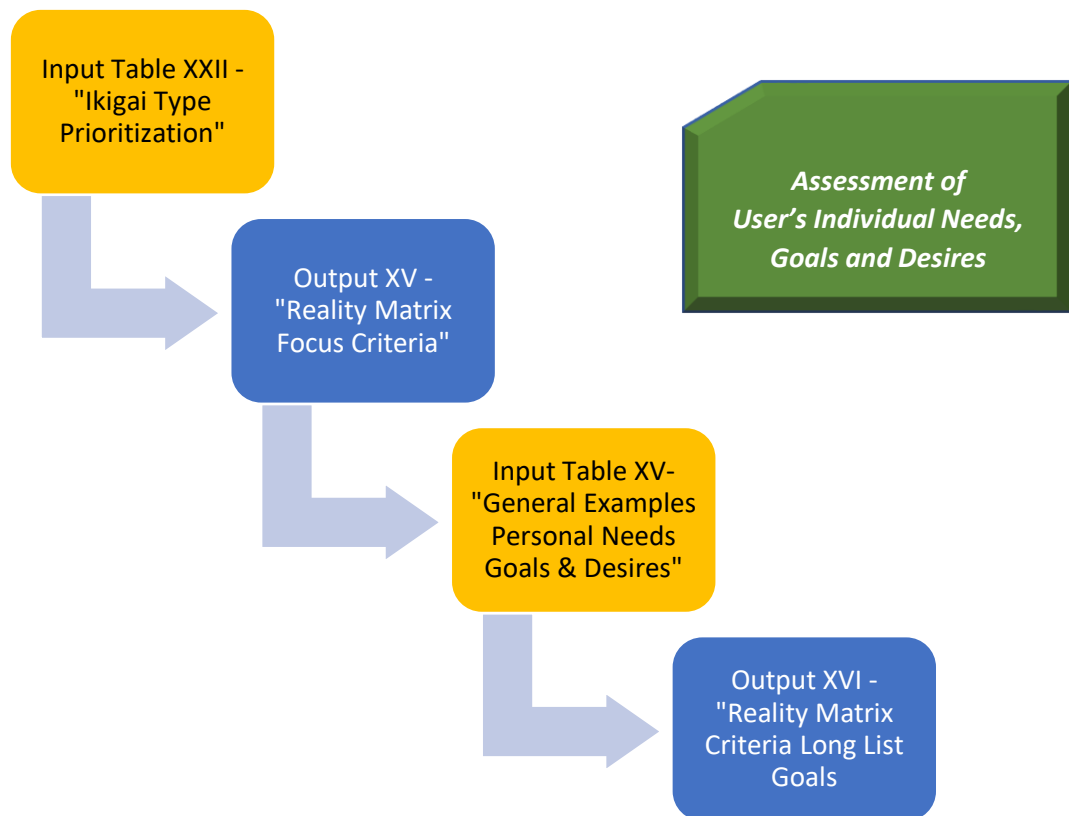 Input Table XXII -
"Ikigai Type
Prioritization"
Assessment of
User's Individual Needs,
Goals and Desires
Output XV -
"Reality Matrix
Focus Criteria"
Input Table XV-
"General Examples
Personal Needs
Goals & Desires"
Output XVI -
"Reality Matrix
Criteria Long List
Goals